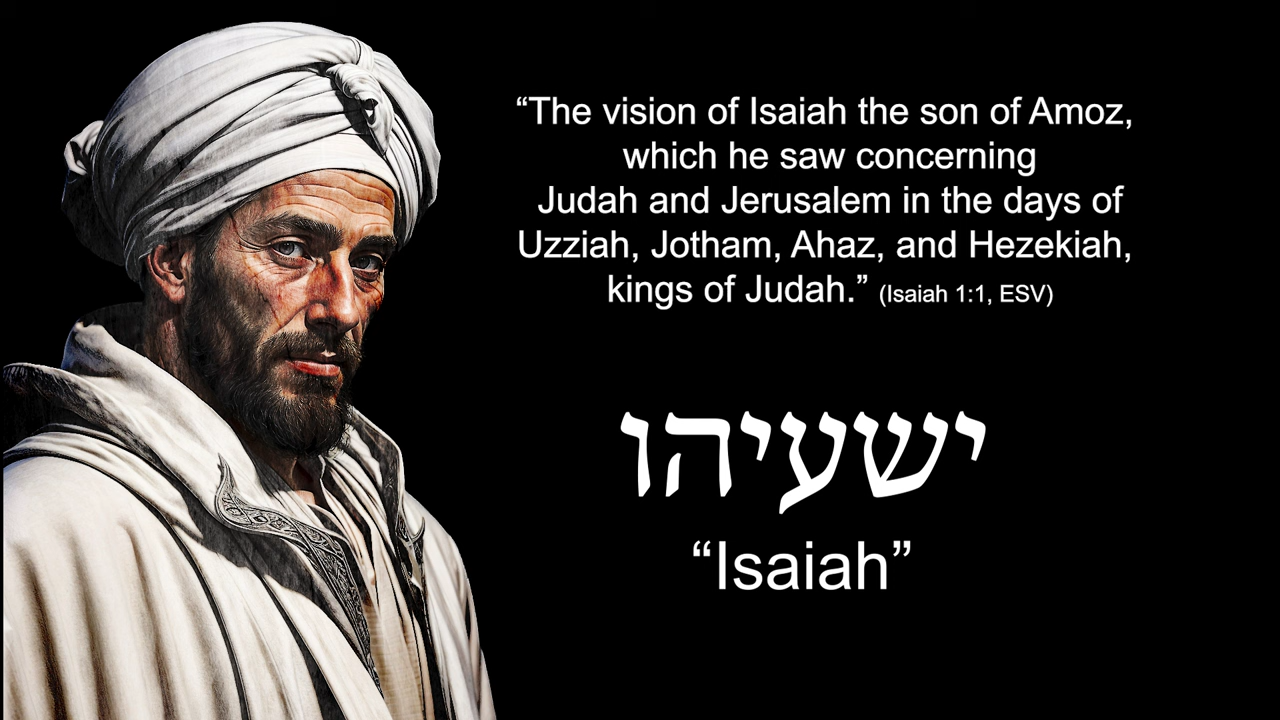 “The vision of Isaiah the son of Amoz,
which he saw concerning
Judah and Jerusalem in the days of
Uzziah, Jotham, Ahaz, and Hezekiah,
kings of Judah.” (Isaiah 1:1, ESV)
ישעיהו
“Isaiah”